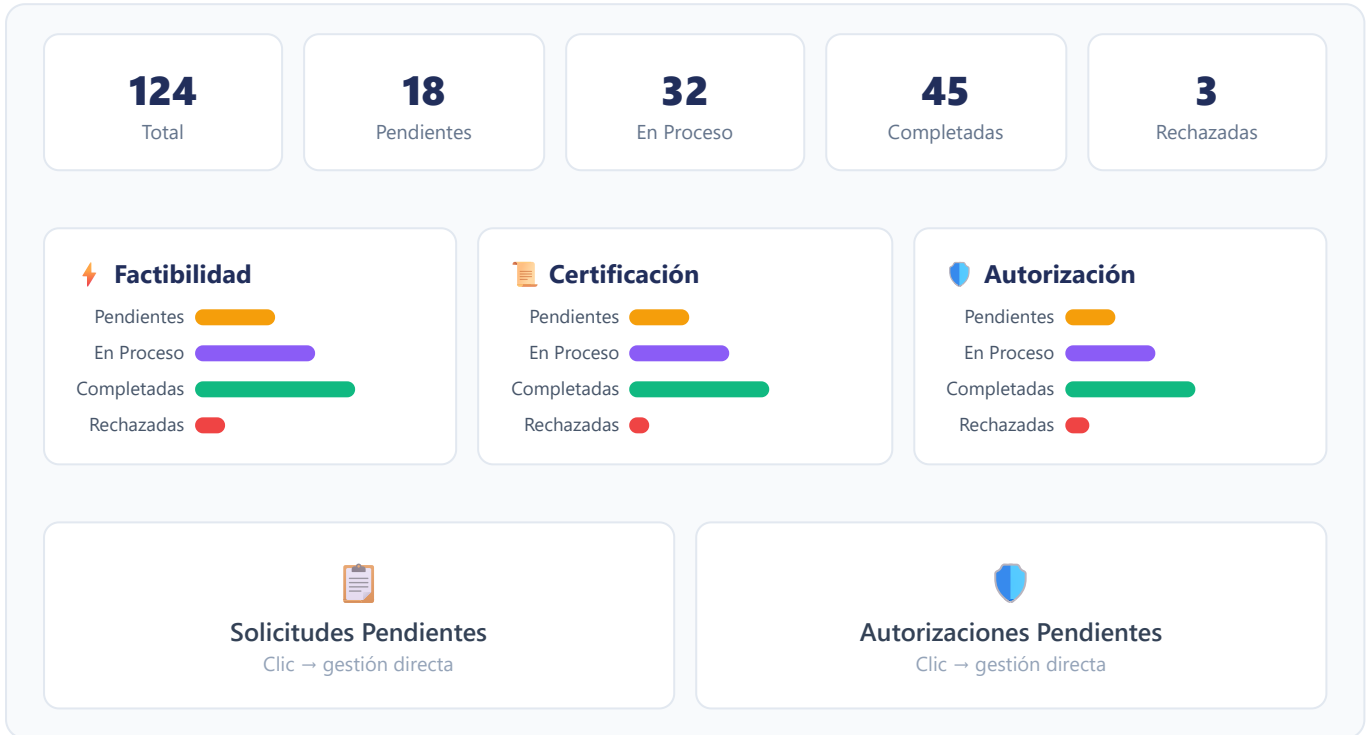 124
Total
18
Pendientes
32
En Proceso
45
Completadas
3
Rechazadas
Factibilidad
Pendientes
En Proceso
Completadas
Rechazadas
Certificación
Pendientes
En Proceso
Completadas
Rechazadas
Autorización
Pendientes
En Proceso
Completadas
Rechazadas
Solicitudes Pendientes
Clic → gestión directa
Autorizaciones Pendientes
Clic → gestión directa